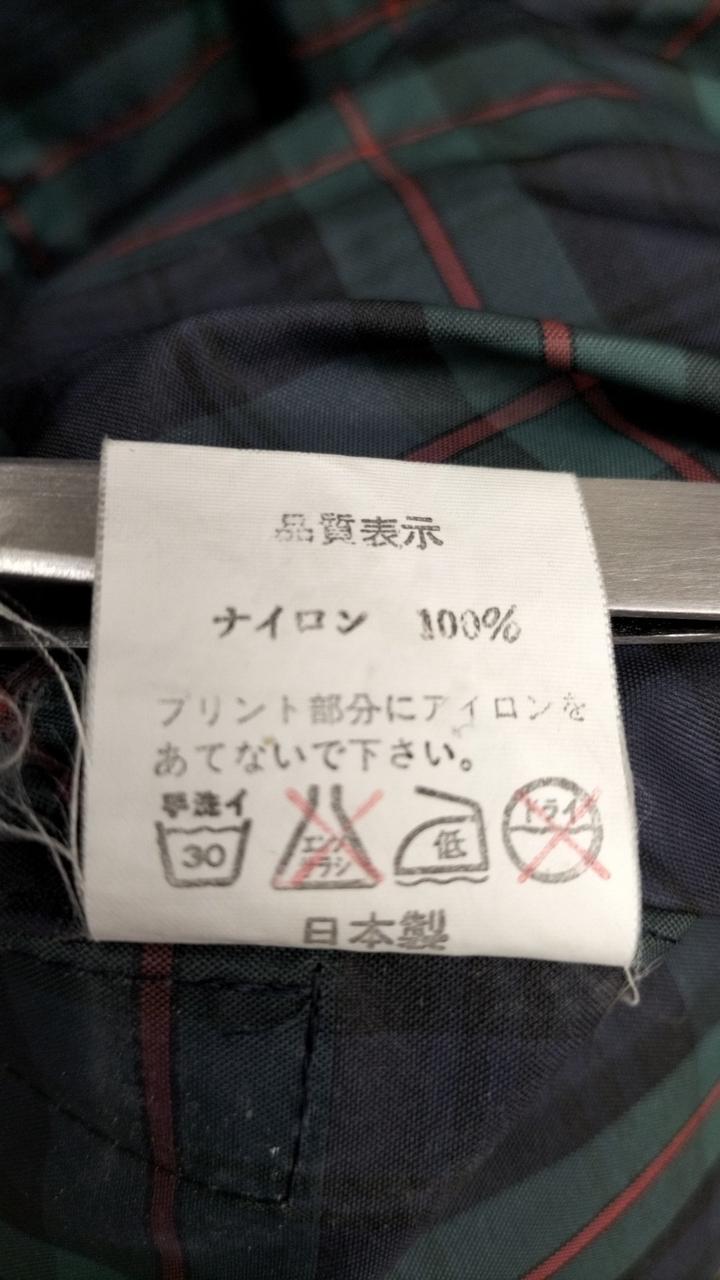 品質表示
ナイロン 100%
プリント部分にアイロンを
あてないで下さい。
手洗イ エンソ 低 ドライ
30 サラシ
日本製